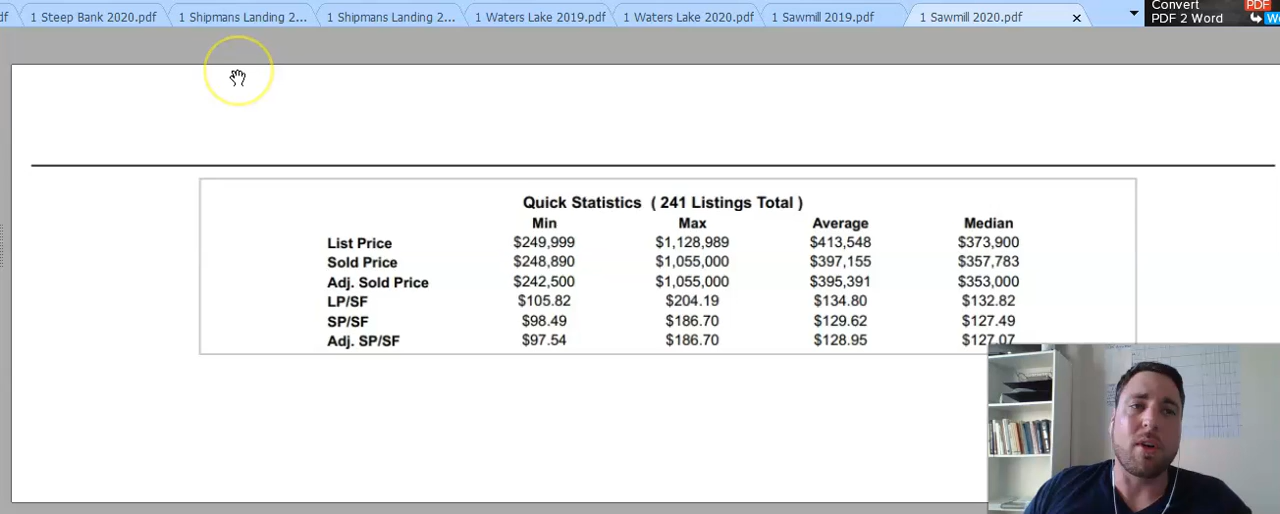 df
1 Steep Bank 2020.pdf
1 Shipmans Landing 2...
1 Shipmans Landing 2...
1 Waters Lake 2019.pdf
1 Waters Lake 2020.pdf
1 Sawmill 2019.pdf
1 Sawmill 2020.pdf
Convert PDF
PDF 2 Word
Quick Statistics ( 241 Listings Total )
Min Max Average Median
List Price $249,999 $1,128,989 $413,548 $373,900
Sold Price $248,890 $1,055,000 $397,155 $357,783
Adj. Sold Price $242,500 $1,055,000 $395,391 $353,000
LP/SF $105.82 $204.19 $134.80 $132.82
SP/SF $98.49 $186.70 $129.62 $127.49
Adj. SP/SF $97.54 $186.70 $128.95 $127.07